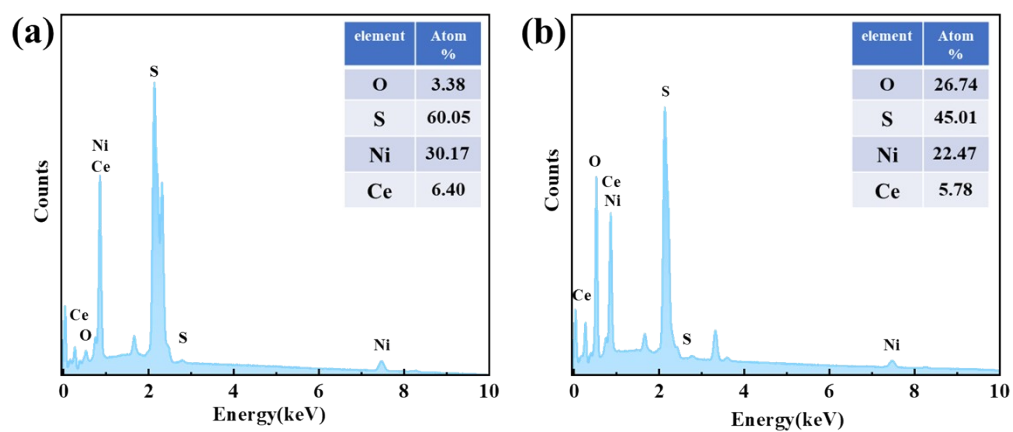 (a)
element Atom %
O 3.38
S 60.05
Ni 30.17
Ce 6.40
S
Ni
Ce
Ce
O
S
Ni
Counts
0 2 4 6 8 10
Energy(keV)
(b)
element Atom %
O 26.74
S 45.01
Ni 22.47
Ce 5.78
S
O
Ce
Ni
Ce
S
Ni
Counts
0 2 4 6 8 10
Energy(keV)